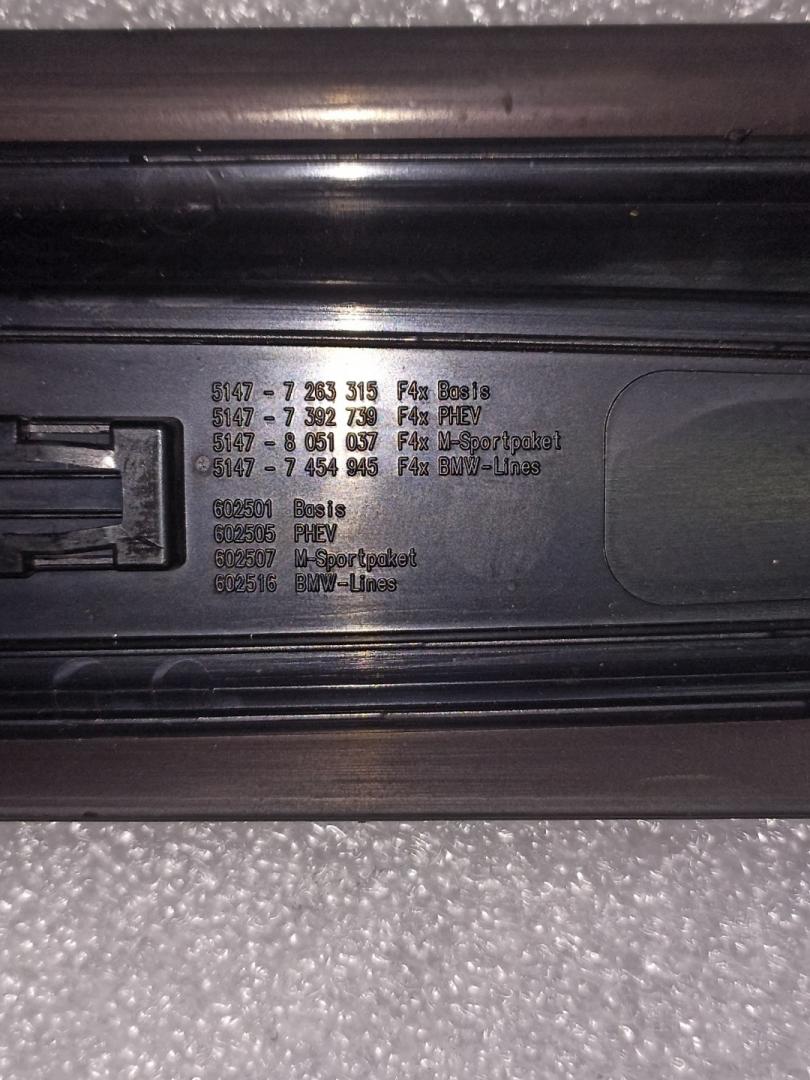 5147 - 7 263 315 F4x Basis
5147 - 7 392 739 F4x PHEV
5147 - 8 051 037 F4x M-Sportpaket
5147 - 7 454 945 F4x BMW-Lines
602501 Basis
602505 PHEV
602507 M-Sportpaket
602516 BMW-Lines